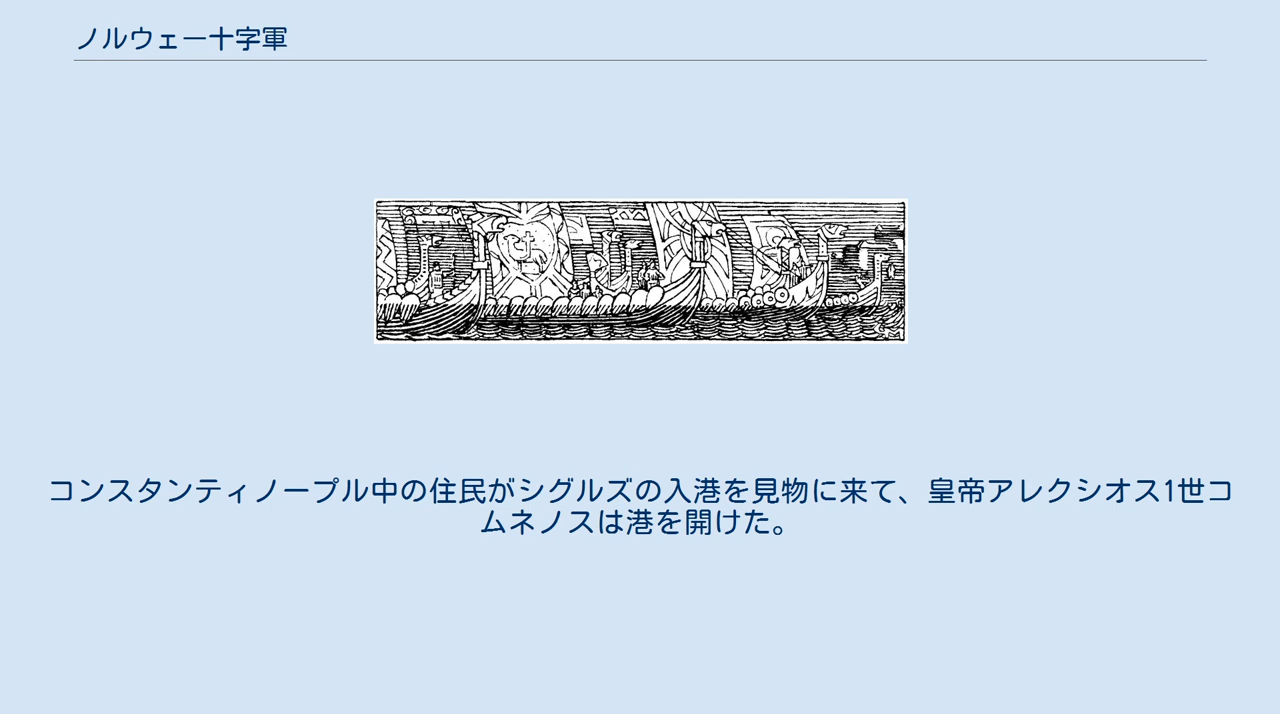 ノルウェー十字軍
コンスタンティノープル中の住民がシグルズの入港を見物に来て、皇帝アレクシオス1世コ
ムネノスは港を開けた。